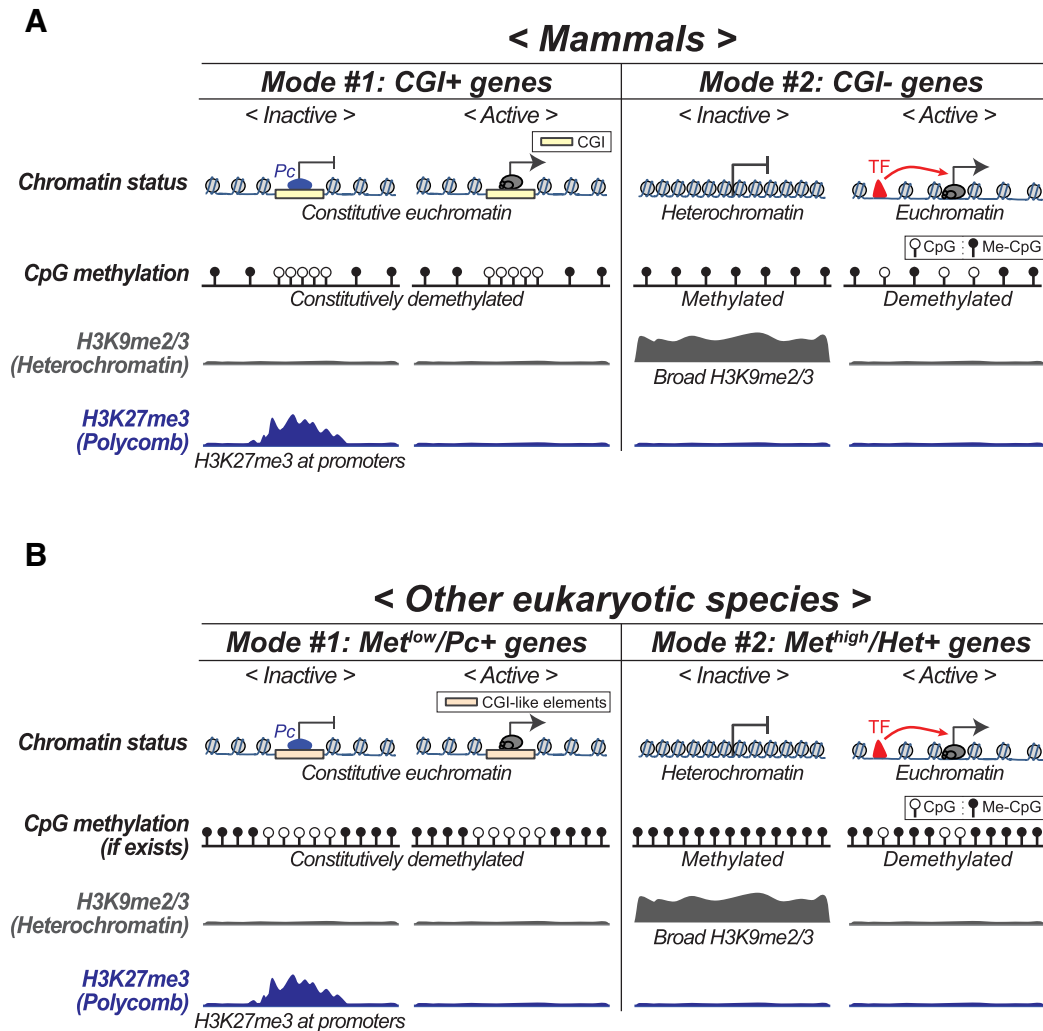 A
< Mammals >
Mode #1: CGI+ genes
Mode #2: CGI- genes
< Inactive >
< Active >
< Inactive >
< Active >
CGI
Chromatin status
Pc
TF
Constitutive euchromatin
Heterochromatin
Euchromatin
CpG
Me-CpG
CpG methylation
Constitutively demethylated
Methylated
Demethylated
H3K9me2/3
(Heterochromatin)
Broad H3K9me2/3
H3K27me3
(Polycomb)
H3K27me3 at promoters
B
< Other eukaryotic species >
Mode #1: Metlow/Pc+ genes
Mode #2: Methigh/Het+ genes
< Inactive >
< Active >
< Inactive >
< Active >
CGI-like elements
Chromatin status
Pc
TF
Constitutive euchromatin
Heterochromatin
Euchromatin
CpG
Me-CpG
CpG methylation
(if exists)
Constitutively demethylated
Methylated
Demethylated
H3K9me2/3
(Heterochromatin)
Broad H3K9me2/3
H3K27me3
(Polycomb)
H3K27me3 at promoters